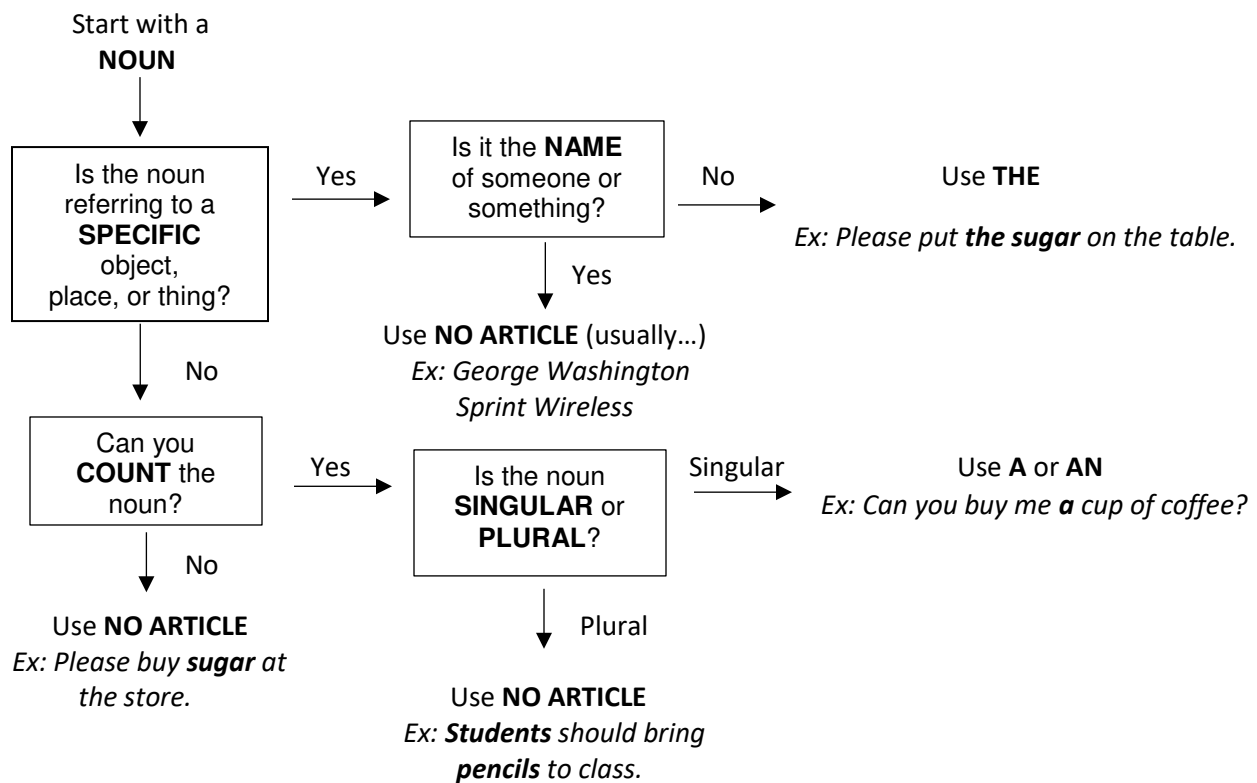 Start with a
NOUN
Is the noun
referring to a
SPECIFIC
object,
place, or thing?
Yes
Is it the NAME
of someone or
something?
No
Use THE
Ex: Please put the sugar on the table.
Yes
Use NO ARTICLE (usually…)
Ex: George Washington
Sprint Wireless
No
Can you
COUNT the
noun?
Yes
Is the noun
SINGULAR or
PLURAL?
Singular
Use A or AN
Ex: Can you buy me a cup of coffee?
No
Use NO ARTICLE
Ex: Please buy sugar at
the store.
Plural
Use NO ARTICLE
Ex: Students should bring
pencils to class.